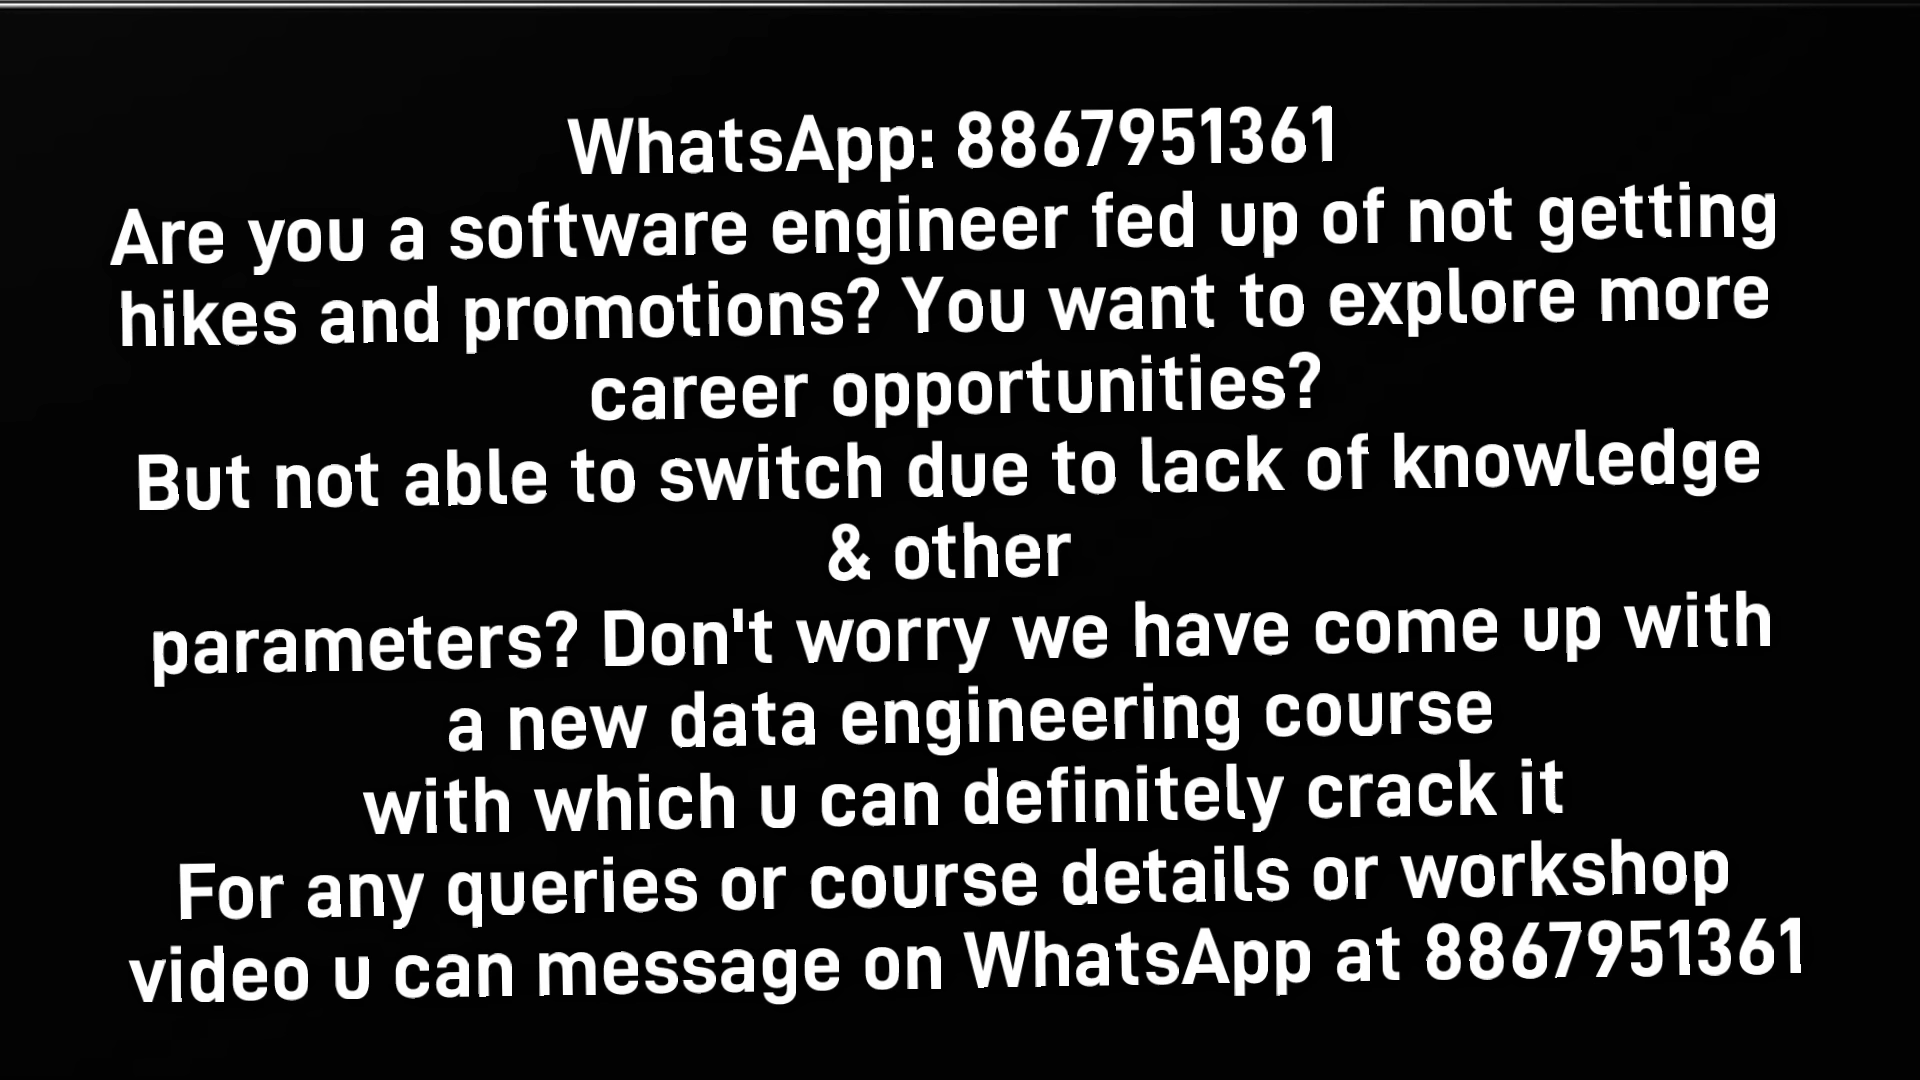 WhatsApp: 8867951361
Are you a software engineer fed up of not getting
hikes and promotions? You want to explore more
career opportunities?
But not able to switch due to lack of knowledge
& other
parameters? Don't worry we have come up with
a new data engineering course
with which u can definitely crack it
For any queries or course details or workshop
video u can message on WhatsApp at 8867951361